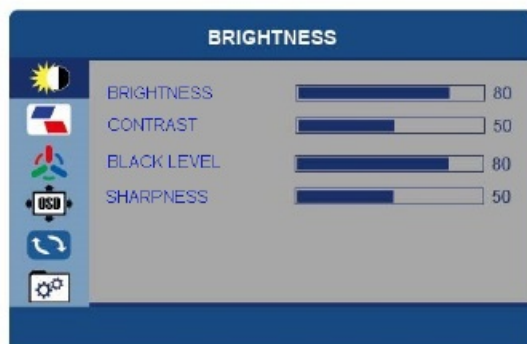 BRIGHTNESS
BRIGHTNESS 80
CONTRAST 50
BLACK LEVEL 80
SHARPNESS 50
OSD